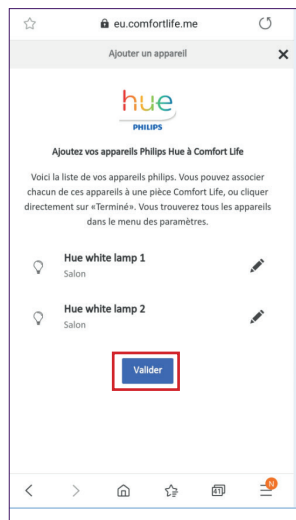 eu.comfortlife.me
Ajouter un appareil
hue
PHILIPS
Ajoutez vos appareils Philips Hue à Comfort Life
Voici la liste de vos appareils philips. Vous pouvez associer
chacun de ces appareils à une pièce Comfort Life, ou cliquer
directement sur «Terminé». Vous trouverez tous les appareils
dans le menu des paramètres.
Hue white lamp 1
Salon
Hue white lamp 2
Salon
Valider
41
N